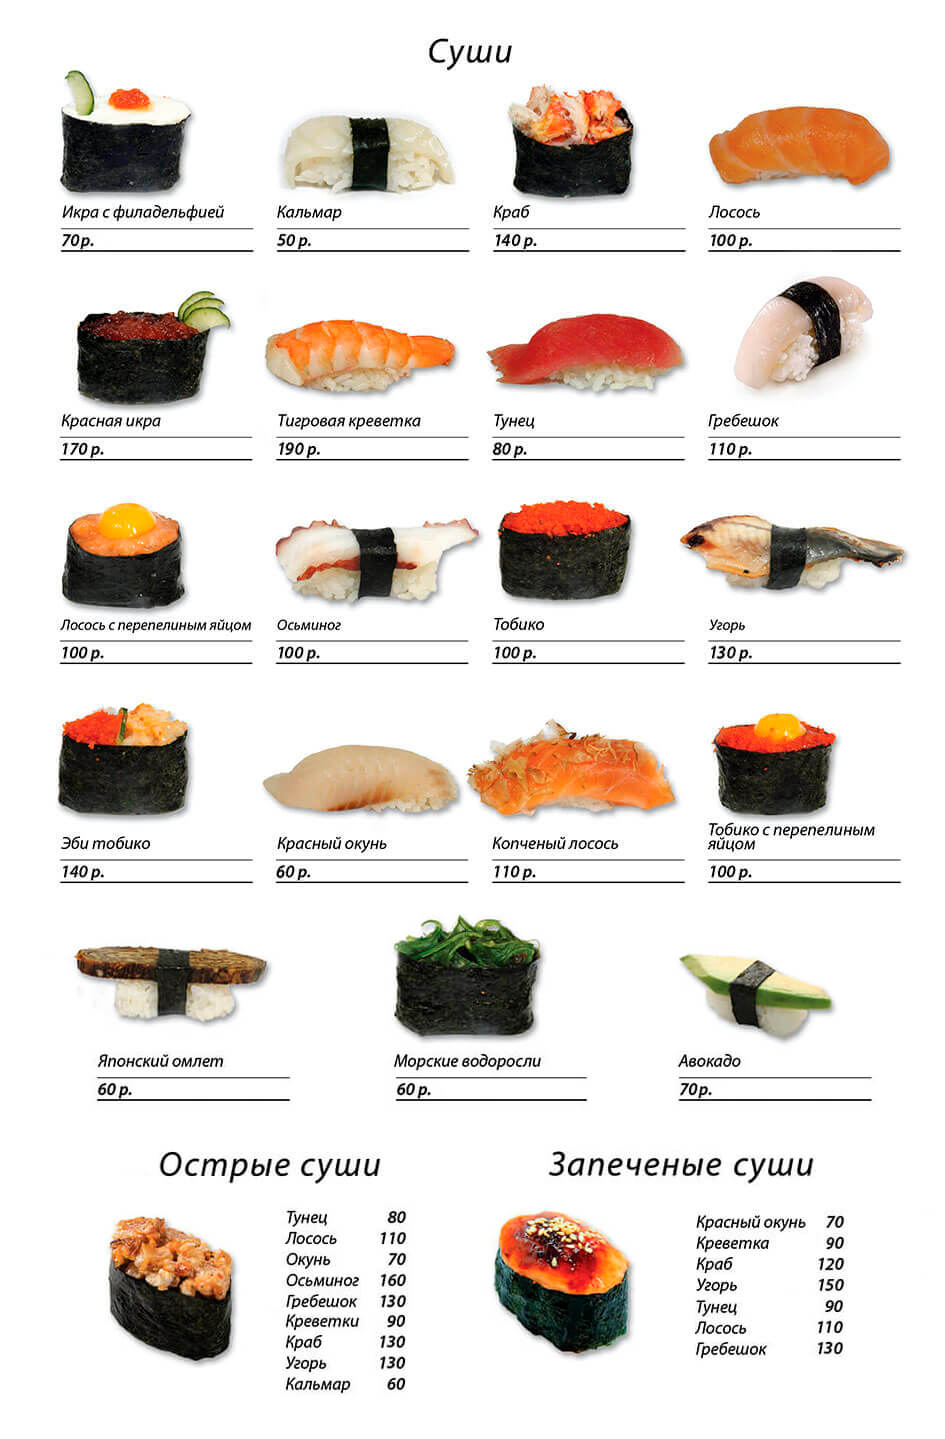 Суши
Икра с филадельфией
70 р.
Кальмар
50 р.
Краб
140 р.
Лосось
100 р.
Красная икра
170 р.
Тигровая креветка
190 р.
Тунец
80 р.
Гребешок
110 р.
Лосось с перепелиным яйцом
100 р.
Осьминог
100 р.
Тобико
100 р.
Угорь
130 р.
Эби тобико
140 р.
Красный окунь
60 р.
Копченый лосось
110 р.
Тобико с перепелиным
яйцом
100 р.
Японский омлет
60 р.
Морские водоросли
60 р.
Авокадо
70 р.
Острые суши
Тунец 80
Лосось 110
Окунь 70
Осьминог 160
Гребешок 130
Креветки 90
Краб 130
Угорь 130
Кальмар 60
Запеченые суши
Красный окунь 70
Креветка 90
Краб 120
Угорь 150
Тунец 90
Лосось 110
Гребешок 130